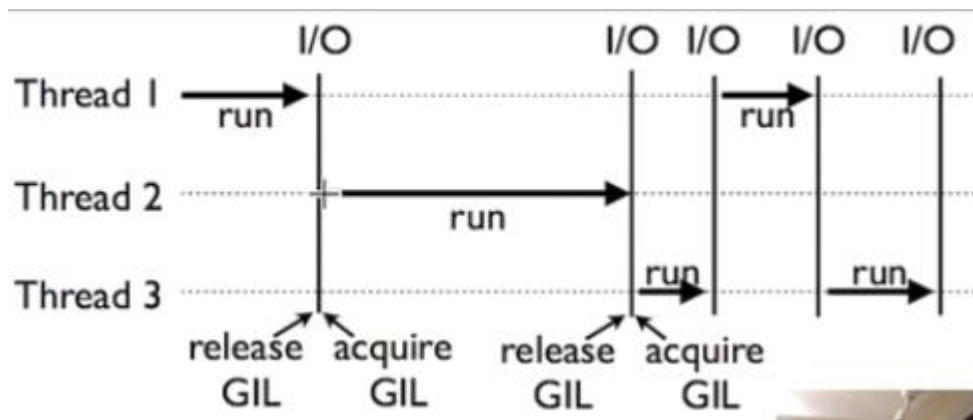 I/O I/O I/O I/O I/O
Thread 1
run run
Thread 2
run
Thread 3
run run
release acquire release acquire
GIL GIL GIL GIL